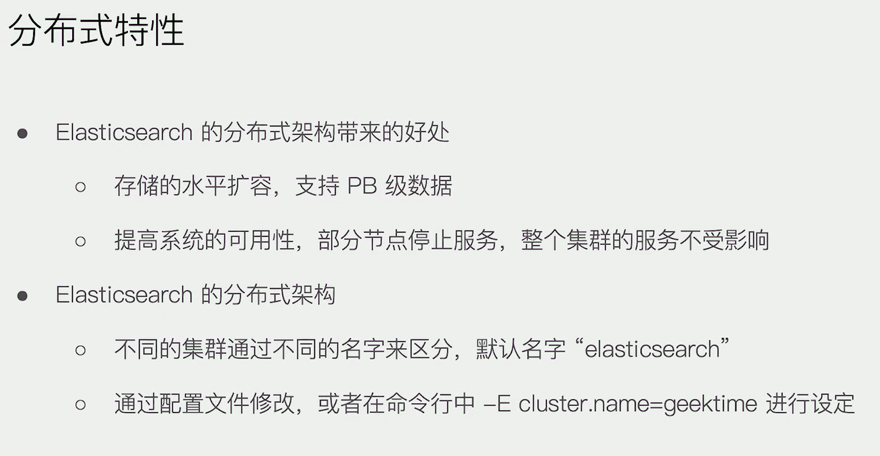 分布式特性
● Elasticsearch 的分布式架构带来的好处
○ 存储的水平扩容，支持 PB 级数据
○ 提高系统的可用性，部分节点停止服务，整个集群的服务不受影响
● Elasticsearch 的分布式架构
○ 不同的集群通过不同的名字来区分，默认名字 “elasticsearch”
○ 通过配置文件修改，或者在命令行中 -E cluster.name=geektime 进行设定